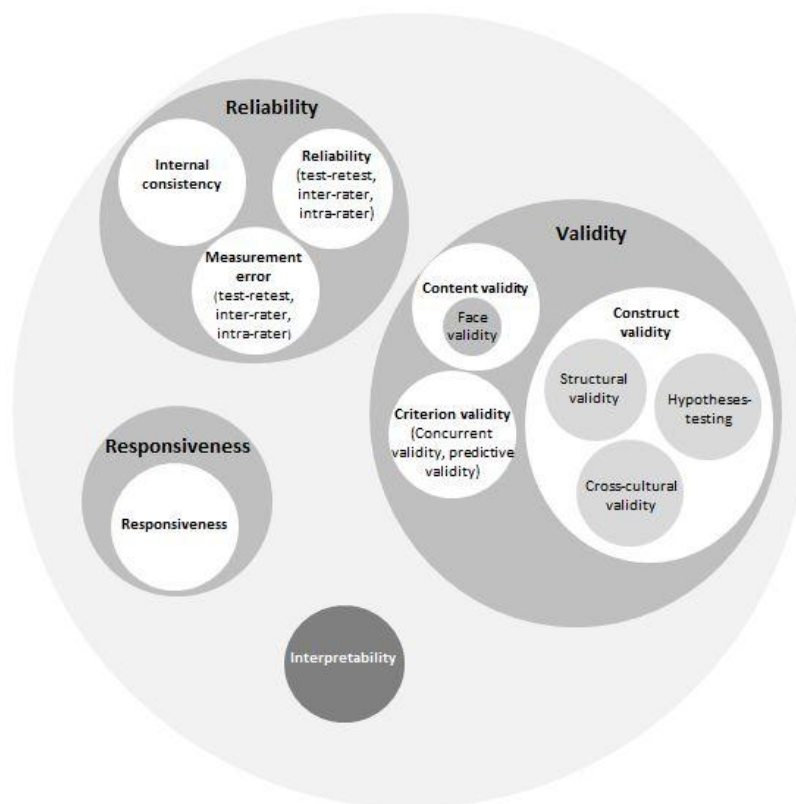 Reliability
Internal
consistency
Reliability
(test-retest,
inter-rater,
intra-rater)
Measurement
error
(test-retest,
inter-rater,
intra-rater)
Validity
Content validity
Face
validity
Criterion validity
(Concurrent
validity, predictive
validity)
Construct
validity
Structural
validity
Hypotheses-
testing
Cross-cultural
validity
Responsiveness
Responsiveness
Interpretability